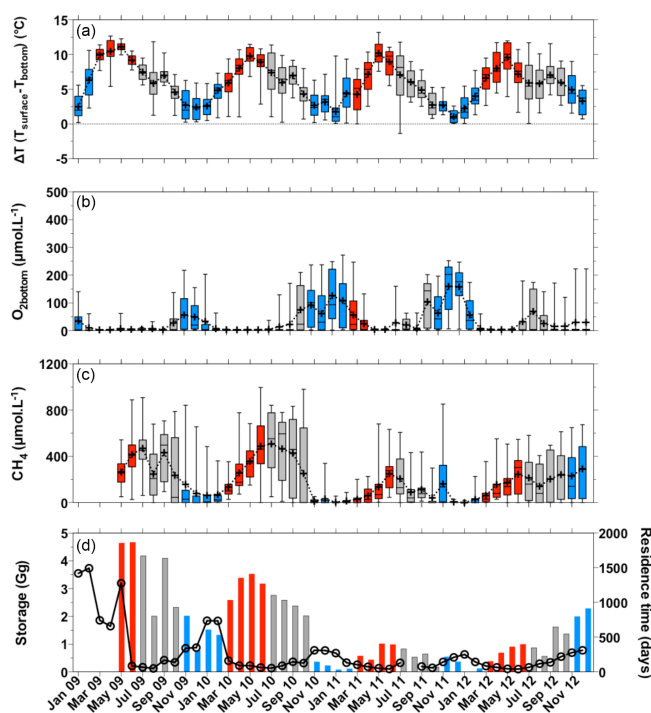 (a)
ΔT (Tsurface-Tbottom) (°C)
15
10
5
0
-5
(b)
O2bottom (μmol.L-1)
500
400
300
200
100
0
(c)
CH4 (μmol.L-1)
1200
800
400
0
(d)
Storage (Gg)
5
4
3
2
1
0
2000
1500
1000
500
0
Residence time (days)
Jan 09
Mar 09
May 09
Jul 09
Sep 09
Nov 09
Jan 10
Mar 10
May 10
Jul 10
Sep 10
Nov 10
Jan 11
Mar 11
May 11
Jul 11
Sep 11
Nov 11
Jan 12
Mar 12
May 12
Jul 12
Sep 12
Nov 12